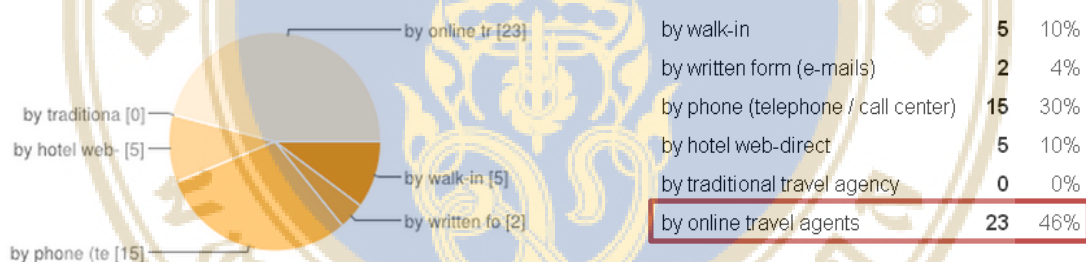 by online tr [23]
by traditiona [0]
by hotel web- [5]
by walk-in [5]
by written fo [2]
by phone (te [15]
by walk-in 5 10%
by written form (e-mails) 2 4%
by phone (telephone / call center) 15 30%
by hotel web-direct 5 10%
by traditional travel agency 0 0%
by online travel agents 23 46%